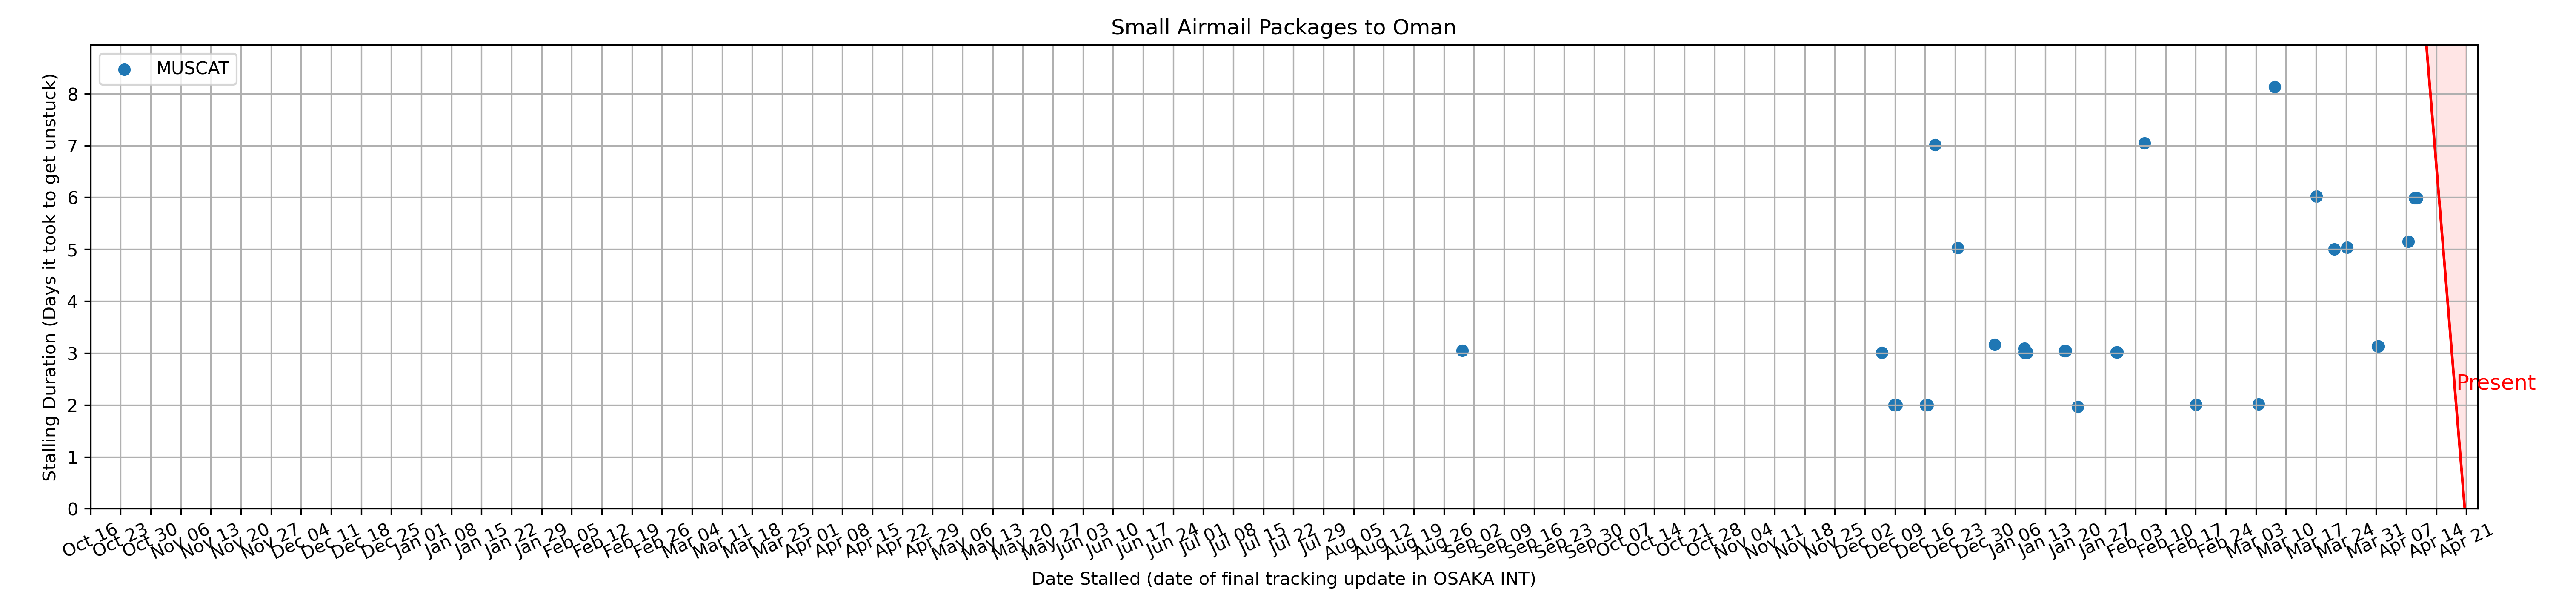 Small Airmail Packages to Oman
MUSCAT
Stalling Duration (Days it took to get unstuck)
8
7
6
5
4
3
2
1
0
Present
Oct 16
Oct 23
Oct 30
Nov 06
Nov 13
Nov 20
Nov 27
Dec 04
Dec 11
Dec 18
Dec 25
Jan 01
Jan 08
Jan 15
Jan 22
Jan 29
Feb 05
Feb 12
Feb 19
Feb 26
Mar 04
Mar 11
Mar 18
Mar 25
Apr 01
Apr 08
Apr 15
Apr 22
Apr 29
May 06
May 13
May 20
May 27
Jun 03
Jun 10
Jun 17
Jun 24
Jul 01
Jul 08
Jul 15
Jul 22
Jul 29
Aug 05
Aug 12
Aug 19
Aug 26
Sep 02
Sep 09
Sep 16
Sep 23
Sep 30
Oct 07
Oct 14
Oct 21
Oct 28
Nov 04
Nov 11
Nov 18
Nov 25
Dec 02
Dec 09
Dec 16
Dec 23
Dec 30
Jan 06
Jan 13
Jan 20
Jan 27
Feb 03
Feb 10
Feb 17
Feb 24
Mar 03
Mar 10
Mar 17
Mar 24
Mar 31
Apr 07
Apr 14
Apr 21
Date Stalled (date of final tracking update in OSAKA INT)